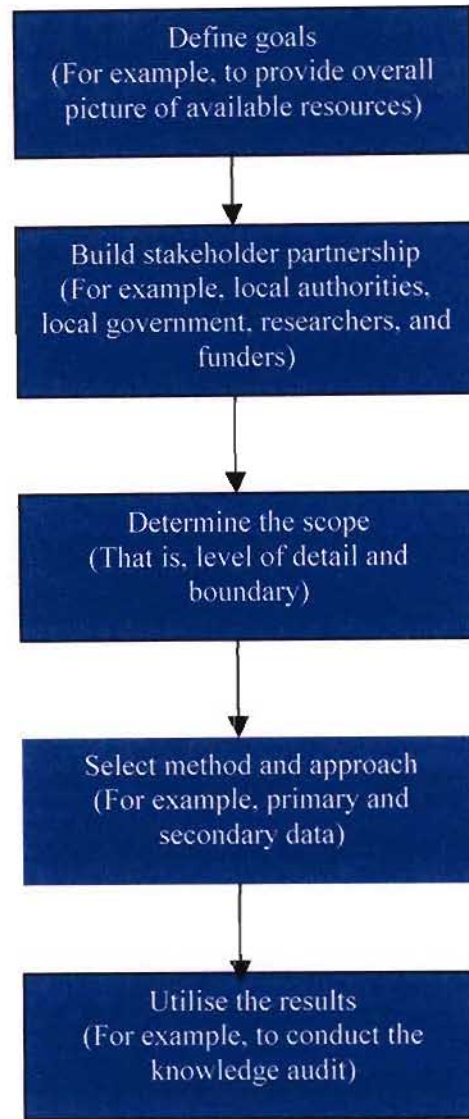 Define goals
(For example, to provide overall
picture of available resources)
Build stakeholder partnership
(For example, local authorities,
local government, researchers, and
funders)
Determine the scope
(That is, level of detail and
boundary)
Select method and approach
(For example, primary and
secondary data)
Utilise the results
(For example, to conduct the
knowledge audit)